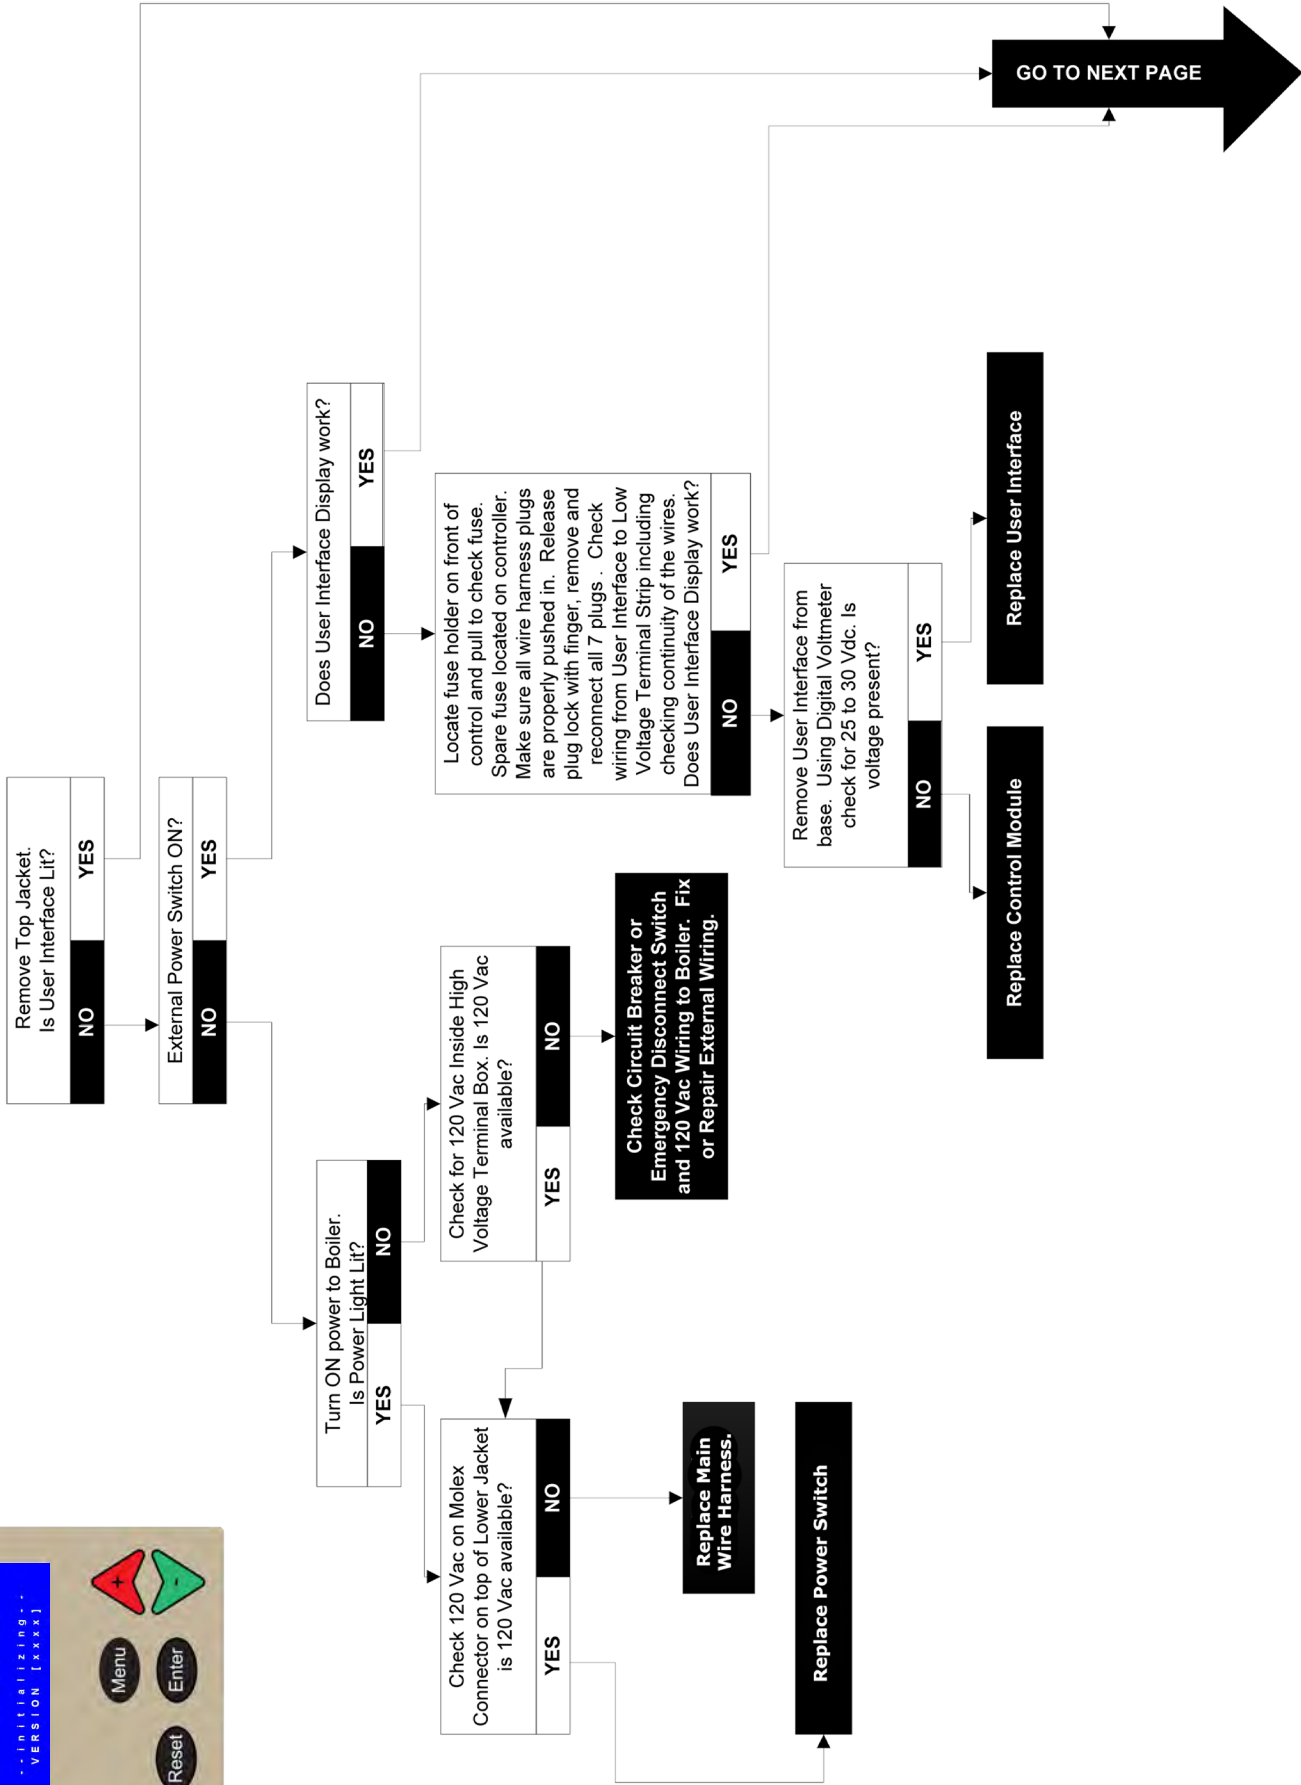 --initializing--
VERSION [xxxx]
Menu
Reset
Enter
+
-
Remove Top Jacket.
Is User Interface Lit?
NO
YES
External Power Switch ON?
NO
YES
Turn ON power to Boiler.
Is Power Light Lit?
YES
NO
Does User Interface Display work?
NO
YES
Check 120 Vac on Molex
Connector on top of Lower Jacket
is 120 Vac available?
YES
NO
Check for 120 Vac Inside High
Voltage Terminal Box. Is 120 Vac
available?
YES
NO
Locate fuse holder on front of
control and pull to check fuse.
Spare fuse located on controller.
Make sure all wire harness plugs
are properly pushed in. Release
plug lock with finger, remove and
reconnect all 7 plugs . Check
wiring from User Interface to Low
Voltage Terminal Strip including
checking continuity of the wires.
Does User Interface Display work?
NO
YES
Check Circuit Breaker or
Emergency Disconnect Switch
and 120 Vac Wiring to Boiler. Fix
or Repair External Wiring.
Replace Main
Wire Harness.
Replace Power Switch
Remove User Interface from
base. Using Digital Voltmeter
check for 25 to 30 Vdc. Is
voltage present?
NO
YES
Replace Control Module
Replace User Interface
GO TO NEXT PAGE